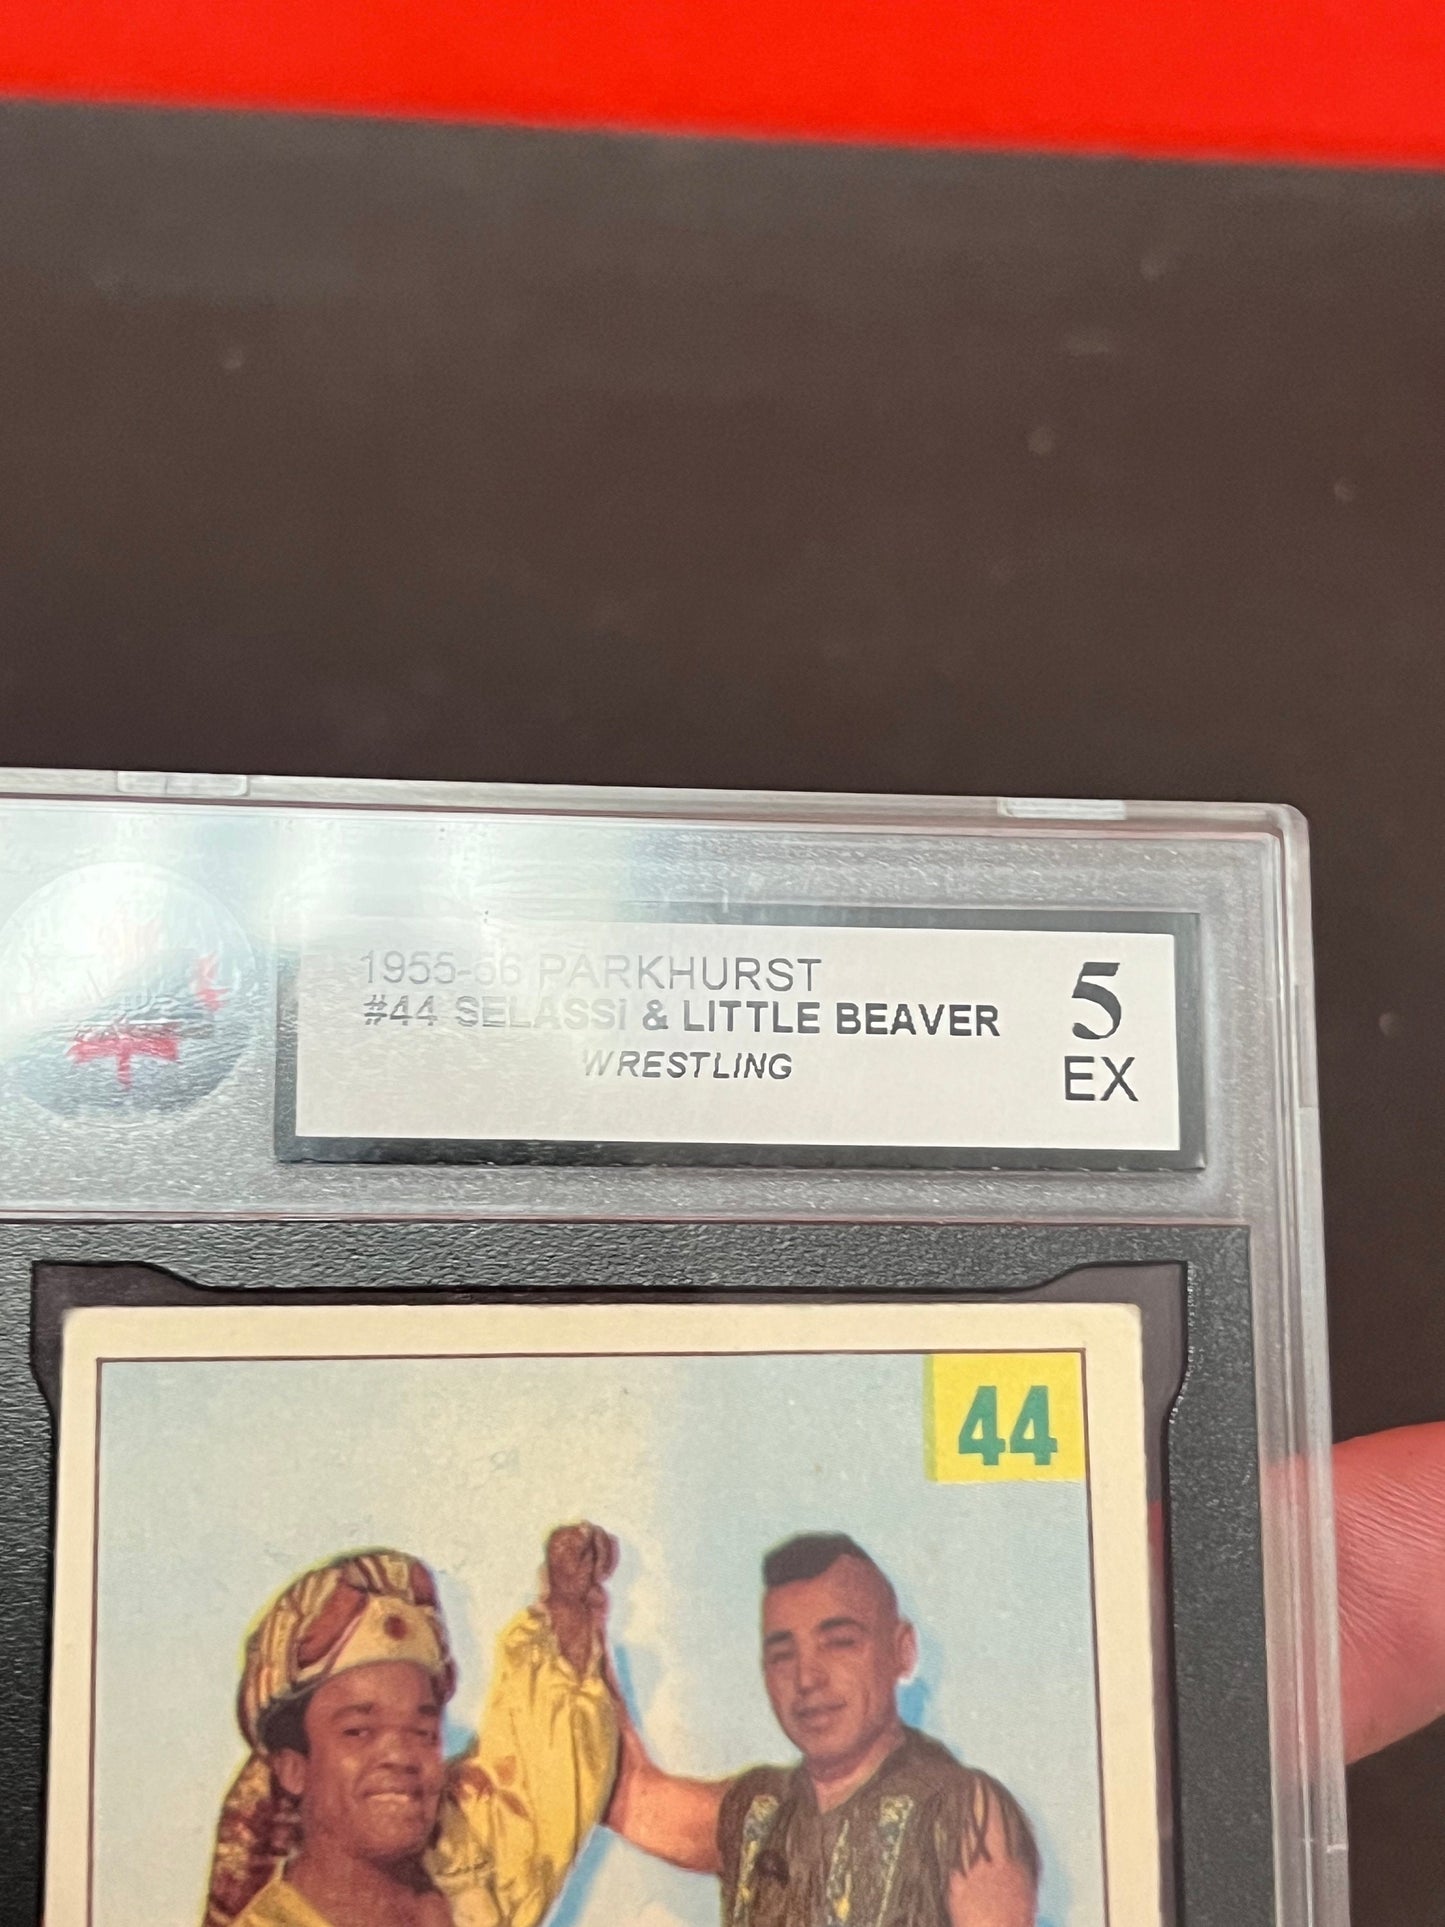 1955-56 PARKHURST
#44 SELASSI & LITTLE BEAVER
WRESTLING
5
EX
44